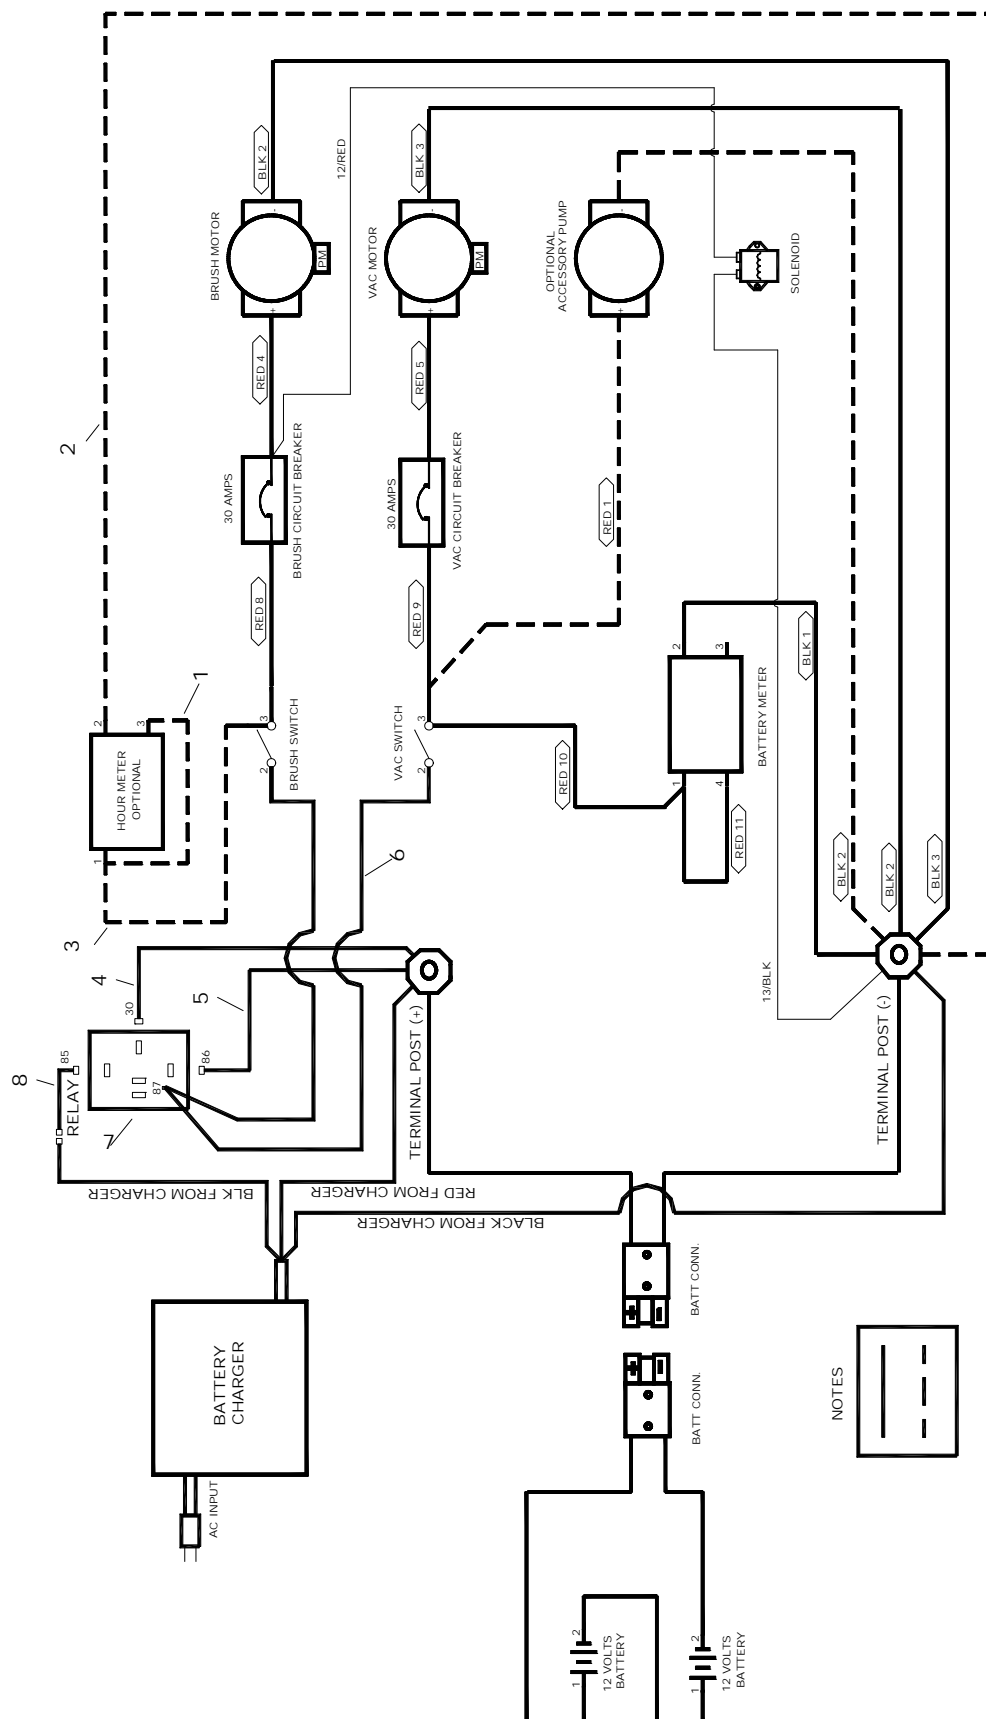 2
1
3
4
5
6
7
8
HOUR METER
OPTIONAL
1
2
3
BRUSH MOTOR
BLK 2
-
+
PM
RED 4
12/RED
30 AMPS
BRUSH CIRCUIT BREAKER
RED 8
3
2
BRUSH SWITCH
VAC MOTOR
BLK 3
-
+
PM
RED 5
30 AMPS
VAC CIRCUIT BREAKER
RED 9
3
2
VAC SWITCH
OPTIONAL
ACCESSORY PUMP
-
+
RED 1
SOLENOID
RED 10
RED 11
BATTERY METER
2
3
1
4
BLK 1
BLK 2
BLK 2
BLK 3
13/BLK
RELAY
85
30
86
87
TERMINAL POST (+)
TERMINAL POST (-)
BLK FROM CHARGER
RED FROM CHARGER
BLACK FROM CHARGER
BATTERY
CHARGER
AC INPUT
BATT CONN.
+
-
BATT CONN.
+
-
12 VOLTS
BATTERY
1
2
12 VOLTS
BATTERY
1
2
NOTES